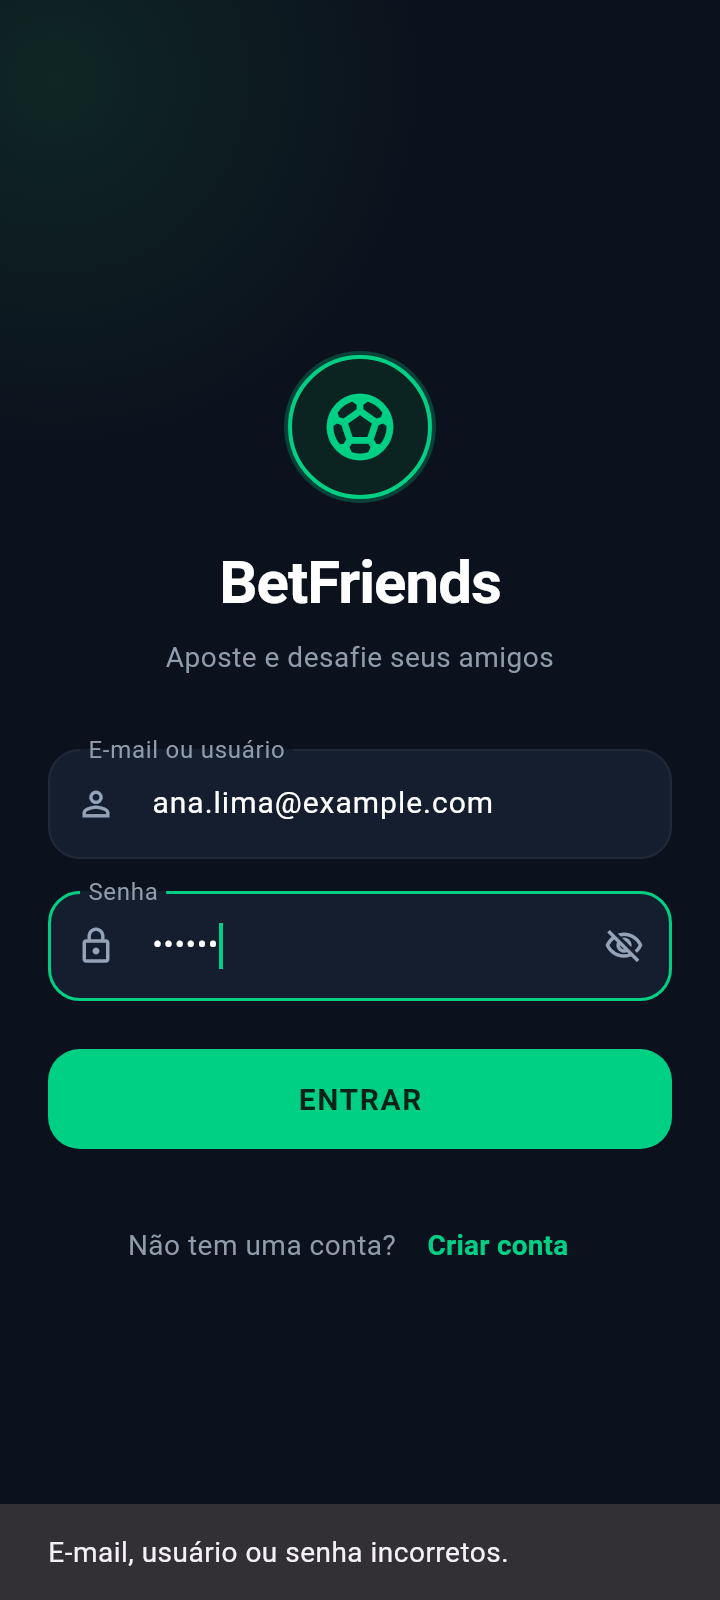 BetFriends
Aposte e desafie seus amigos
E-mail ou usuário
ana.lima@example.com
Senha
••••••
ENTRAR
Não tem uma conta? Criar conta
E-mail, usuário ou senha incorretos.